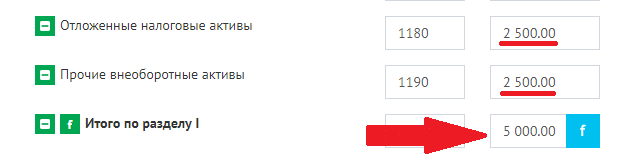 Отложенные налоговые активы 1180 2 500.00
Прочие внеоборотные активы 1190 2 500.00
f Итого по разделу I 5 000.00 f